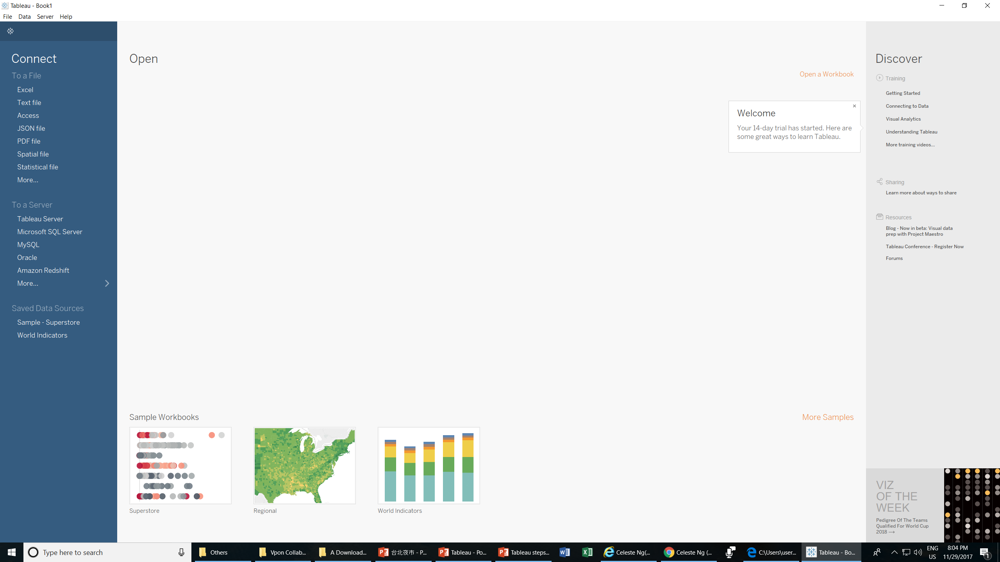 Tableau - Book1
File Data Server Help
Connect
To a File
Excel
Text file
Access
JSON file
PDF file
Spatial file
Statistical file
More...
To a Server
Tableau Server
Microsoft SQL Server
MySQL
Oracle
Amazon Redshift
More...
Saved Data Sources
Sample - Superstore
World Indicators
Open
Open a Workbook
Welcome
Your 14-day trial has started. Here are
some great ways to learn Tableau.
Sample Workbooks
More Samples
Superstore
Regional
World Indicators
Discover
Training
Getting Started
Connecting to Data
Visual Analytics
Understanding Tableau
More training videos...
Sharing
Learn more about ways to share
Resources
Blog - Now in beta: Visual data
prep with Project Maestro
Tableau Conference - Register Now
Forums
VIZ
OF THE
WEEK
Pedigree Of The Teams
Qualified For World Cup
2018 →
Type here to search
Others
Vpon Collab...
A Download...
台北夜市 - P...
Tableau - Po...
Tableau steps...
Celeste Ng(...
Celeste Ng (...
C:\Users\user...
Tableau - Bo...
ENG
US
8:04 PM
11/29/2017
1